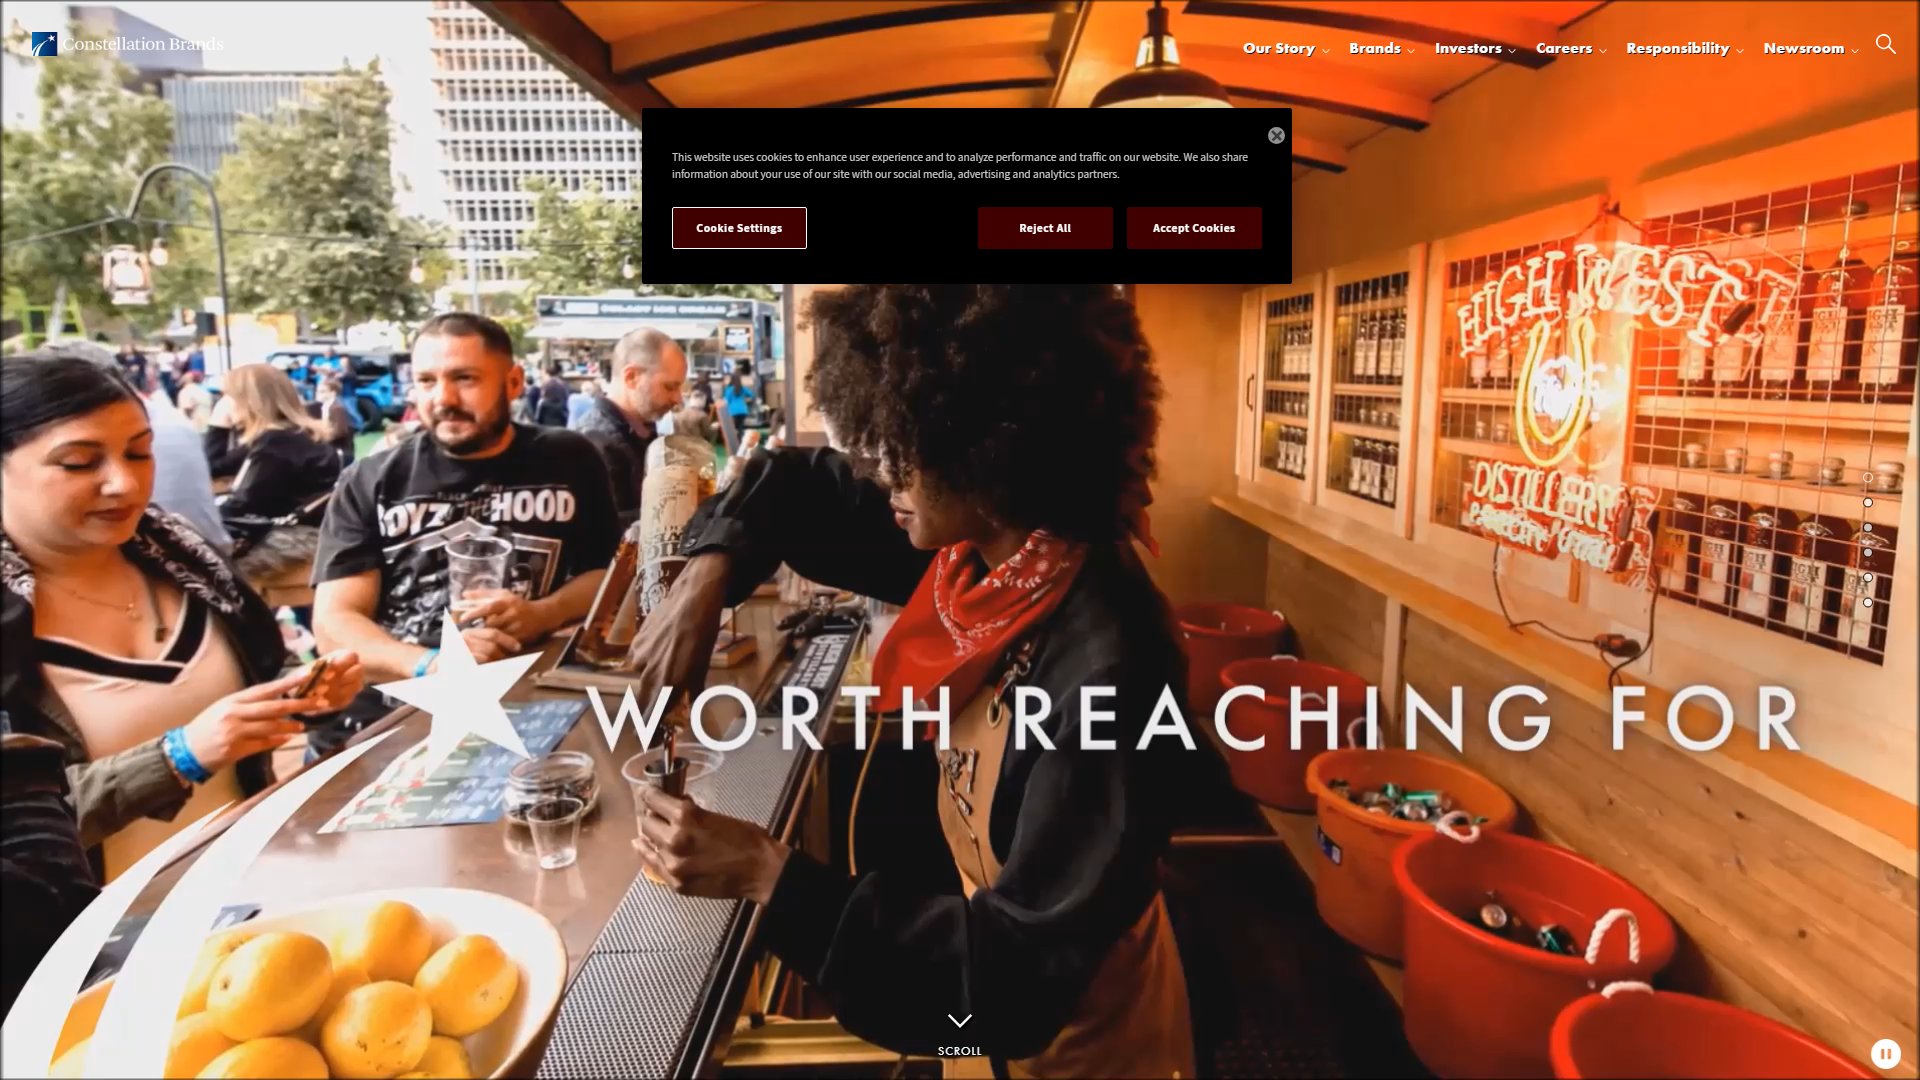 Constellation Brands
Our Story
Brands
Investors
Careers
Responsibility
Newsroom
This website uses cookies to enhance user experience and to analyze performance and traffic on our website. We also share
information about your use of our site with our social media, advertising and analytics partners.
Cookie Settings
Reject All
Accept Cookies
HIGH WEST
DISTILLERY
BOYZ THE HOOD
WORTH REACHING FOR
SCROLL